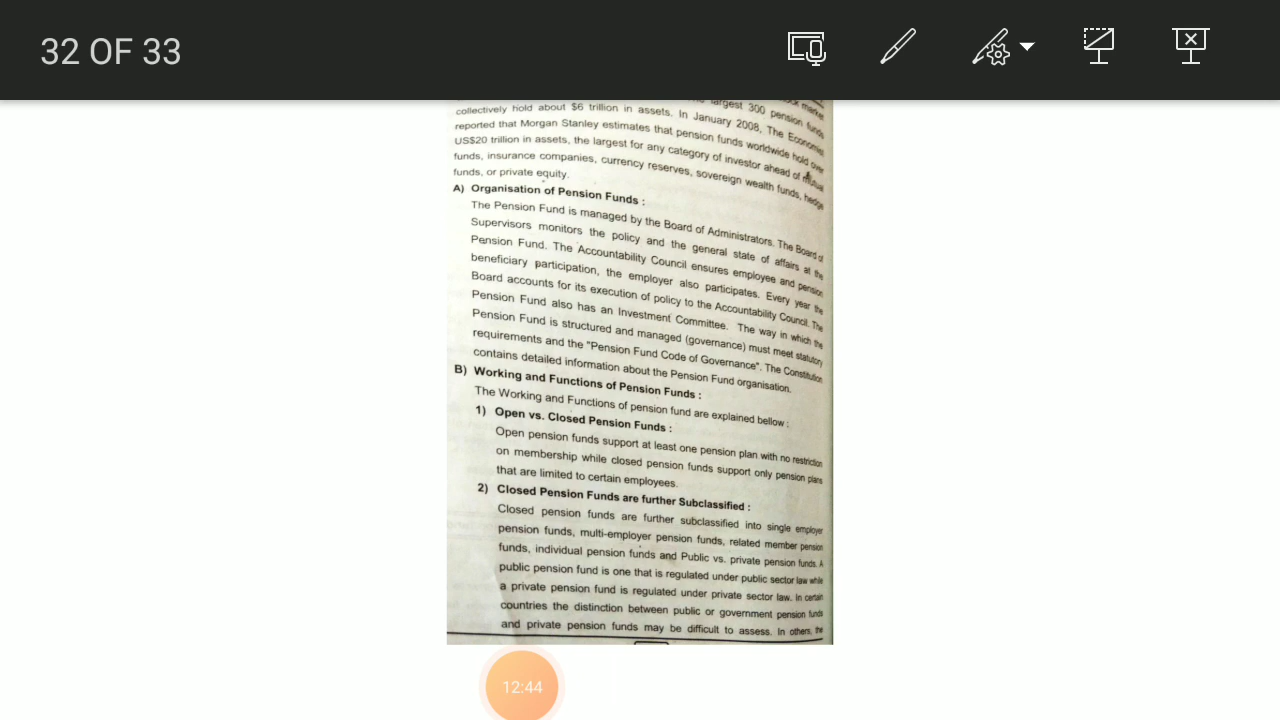 32 OF 33
largest 300 pension funds
collectively hold about $6 trillion in assets. In January 2008, The Economist
reported that Morgan Stanley estimates that pension funds worldwide hold over
US$20 trillion in assets, the largest for any category of investor ahead of mutual
funds, insurance companies, currency reserves, sovereign wealth funds, hedge
funds, or private equity.
A) Organisation of Pension Funds :
The Pension Fund is managed by the Board of Administrators. The Board of
Supervisors monitors the policy and the general state of affairs at the
Pension Fund. The Accountability Council ensures employee and pension
beneficiary participation, the employer also participates. Every year the
Board accounts for its execution of policy to the Accountability Council. The
Pension Fund also has an Investment Committee. The way in which the
Pension Fund is structured and managed (governance) must meet statutory
requirements and the "Pension Fund Code of Governance". The Constitution
contains detailed information about the Pension Fund organisation.
B) Working and Functions of Pension Funds :
The Working and Functions of pension fund are explained bellow :
1) Open vs. Closed Pension Funds :
Open pension funds support at least one pension plan with no restriction
on membership while closed pension funds support only pension plans
that are limited to certain employees.
2) Closed Pension Funds are further Subclassified :
Closed pension funds are further subclassified into single employer
pension funds, multi-employer pension funds, related member pension
funds, individual pension funds and Public vs. private pension funds. A
public pension fund is one that is regulated under public sector law while
a private pension fund is regulated under private sector law. In certain
countries the distinction between public or government pension funds
and private pension funds may be difficult to assess. In others, the
12:44